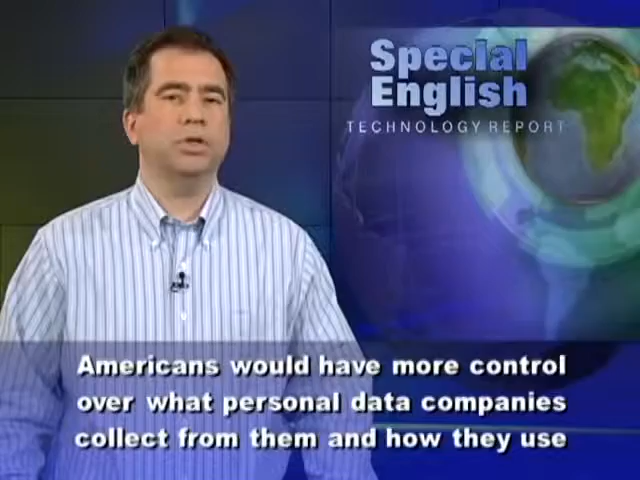 Special
English
TECHNOLOGY REPORT
Americans would have more control
over what personal data companies
collect from them and how they use